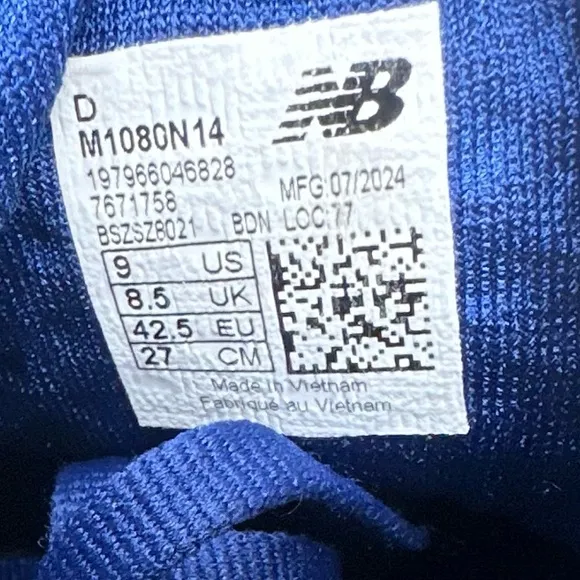 D
M1080N14
NB
197966046828
7671758
MFG:07/2024
BSZSZ8021 BDN LOC:77
9 US
8.5 UK
42.5 EU
27 CM
Made in Vietnam
Fabriqué au Vietnam